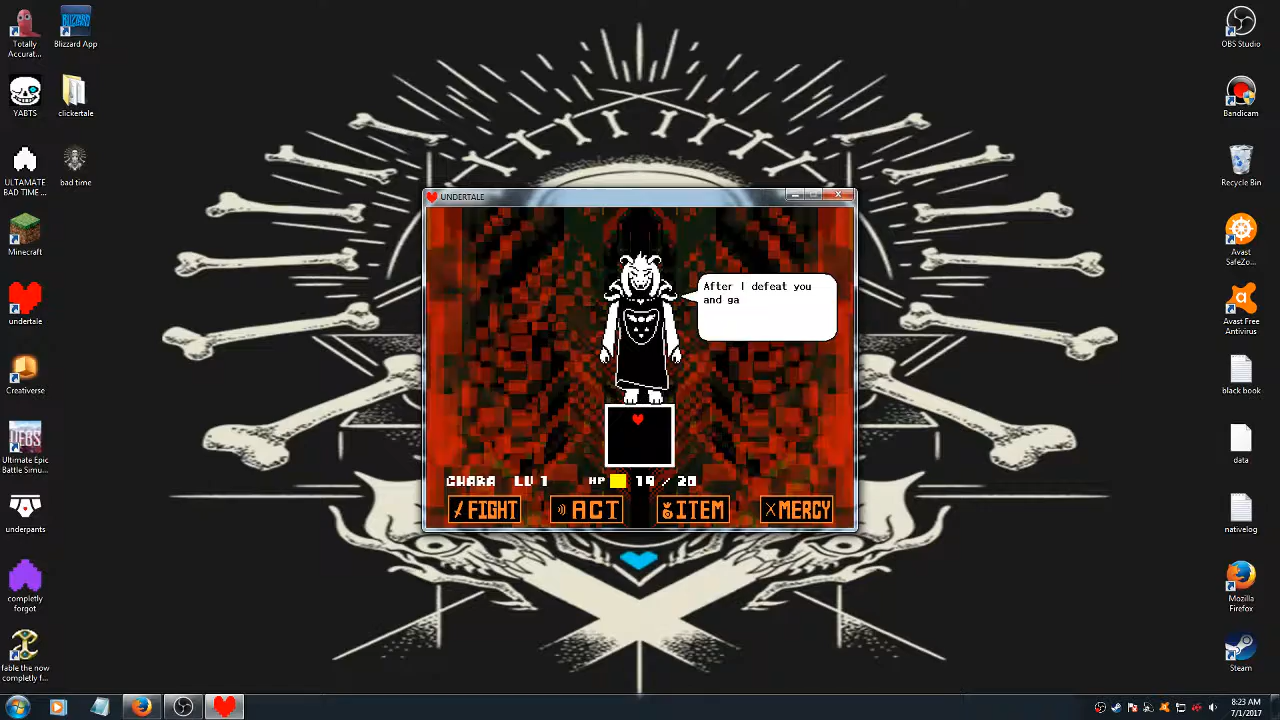 Totally
Accurat...
Blizzard App
YABTS
clickertale
ULTIMATE
BAD TIME...
bad time
Minecraft
undertale
Creativerse
UEBS
Ultimate Epic
Battle Simu...
underpants
completly
forgot
fable the now
completly f...
OBS Studio
Bandicam
Recycle Bin
Avast
SafeZo...
Avast Free
Antivirus
black book
data
nativelog
Mozilla
Firefox
Steam
UNDERTALE
After I defeat you
and ga
CHARA LV 1 HP 19 / 20
FIGHT ACT ITEM MERCY
8:23 AM
7/1/2017